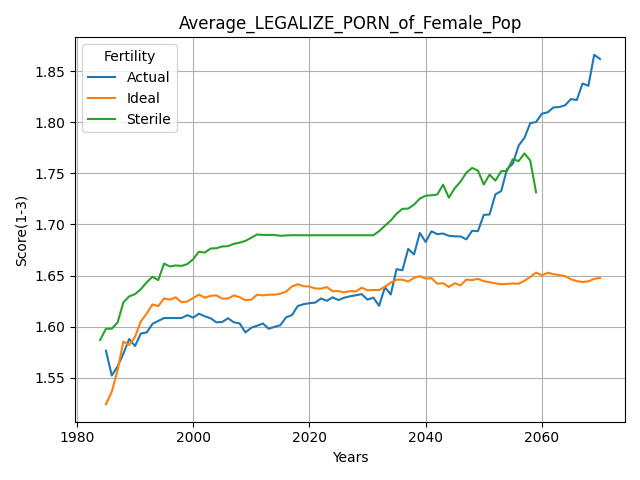 Average_LEGALIZE_PORN_of_Female_Pop
Fertility
Actual
Ideal
Sterile
Score(1-3)
1.85
1.80
1.75
1.70
1.65
1.60
1.55
1980
2000
2020
2040
2060
Years